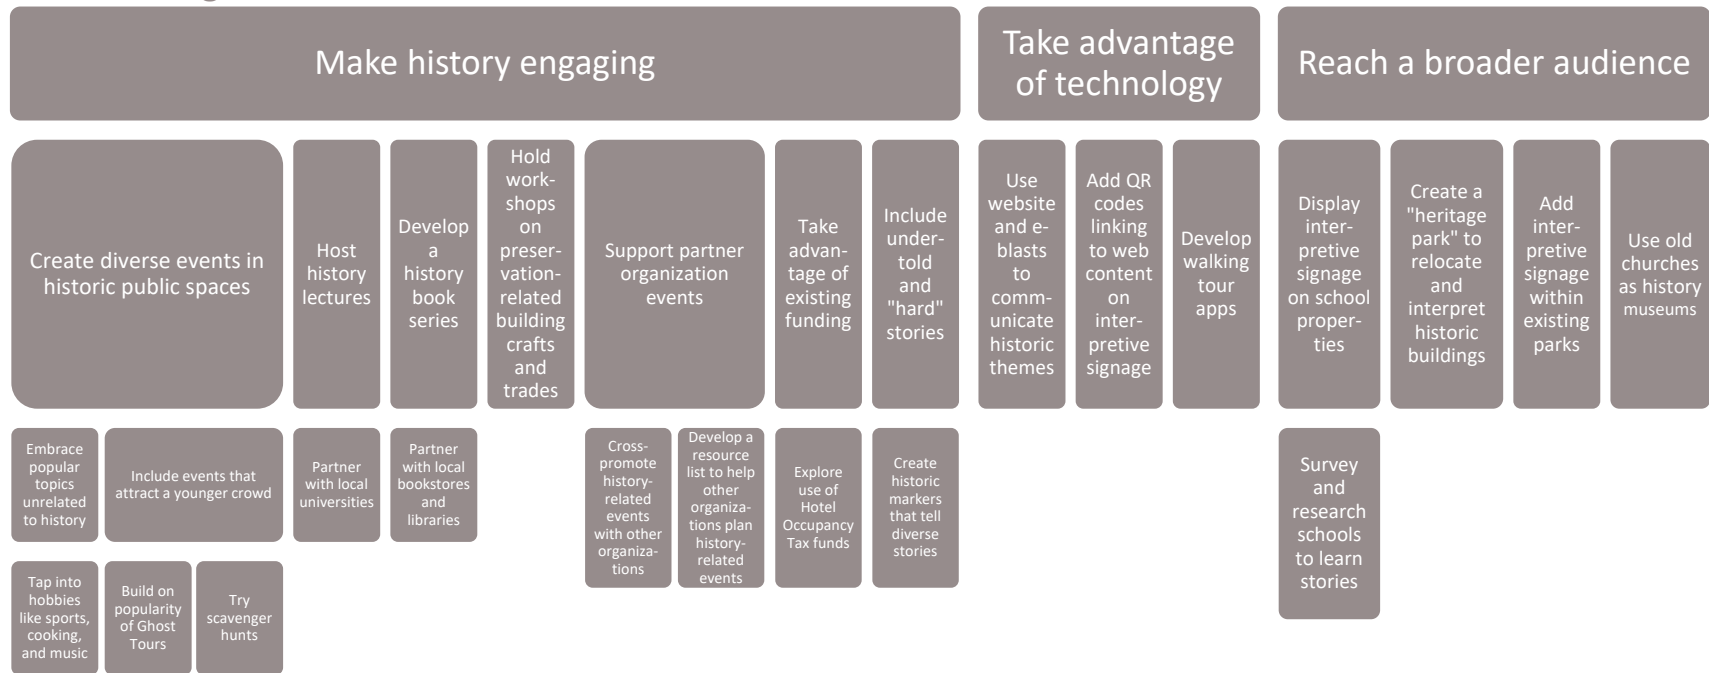 Make history engaging
Take advantage
of technology
Reach a broader audience
Create diverse events in
historic public spaces
Host
history
lectures
Develop
a
history
book
series
Hold
work-
shops
on
preser-
vation-
related
building
crafts
and
trades
Support partner
organization
events
Take
advan-
tage of
existing
funding
Include
under-
told
and
"hard"
stories
Use
website
and e-
blasts
to
comm-
unicate
historic
themes
Add QR
codes
linking
to web
content
on
inter-
pretive
signage
Develop
walking
tour
apps
Display
inter-
pretive
signage
on school
proper-
ties
Create a
"heritage
park" to
relocate
and
interpret
historic
buildings
Add
inter-
pretive
signage
within
existing
parks
Use old
churches
as history
museums
Embrace
popular
topics
unrelated
to history
Include events that
attract a younger crowd
Partner
with local
universities
Partner
with local
bookstores
and
libraries
Cross-
promote
history-
related
events
with other
organiza-
tions
Develop a
resource
list to help
other
organiza-
tions plan
history-
related
events
Explore
use of
Hotel
Occupancy
Tax funds
Create
historic
markers
that tell
diverse
stories
Survey
and
research
schools
to learn
stories
Tap into
hobbies
like sports,
cooking,
and music
Build on
popularity
of Ghost
Tours
Try
scavenger
hunts